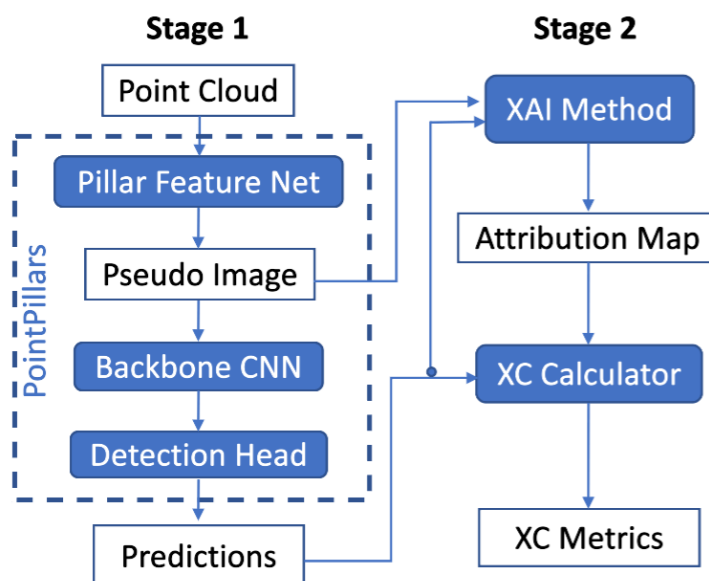 Stage 1
Point Cloud
PointPillars
Pillar Feature Net
Pseudo Image
Backbone CNN
Detection Head
Predictions
Stage 2
XAI Method
Attribution Map
XC Calculator
XC Metrics